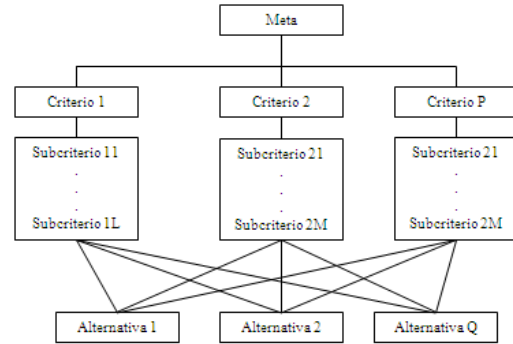 Meta
Criterio 1
Criterio 2
Criterio P
Subcriterio 11
.
.
.
Subcriterio 1L
Subcriterio 21
.
.
.
Subcriterio 2M
Subcriterio 21
.
.
.
Subcriterio 2M
Alternativa 1
Alternativa 2
Alternativa Q